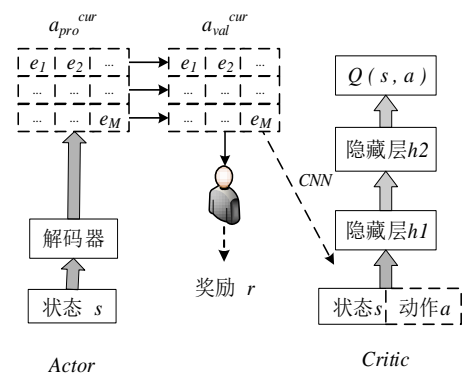 a_pro^cur a_val^cur
e1 e2 ... e1 e2 ...
... ... ... ... ... ...
... ... eM ... ... eM
Q(s,a)
隐藏层h2
CNN
解码器
隐藏层h1
奖励 r
状态 s
状态s 动作a
Actor
Critic